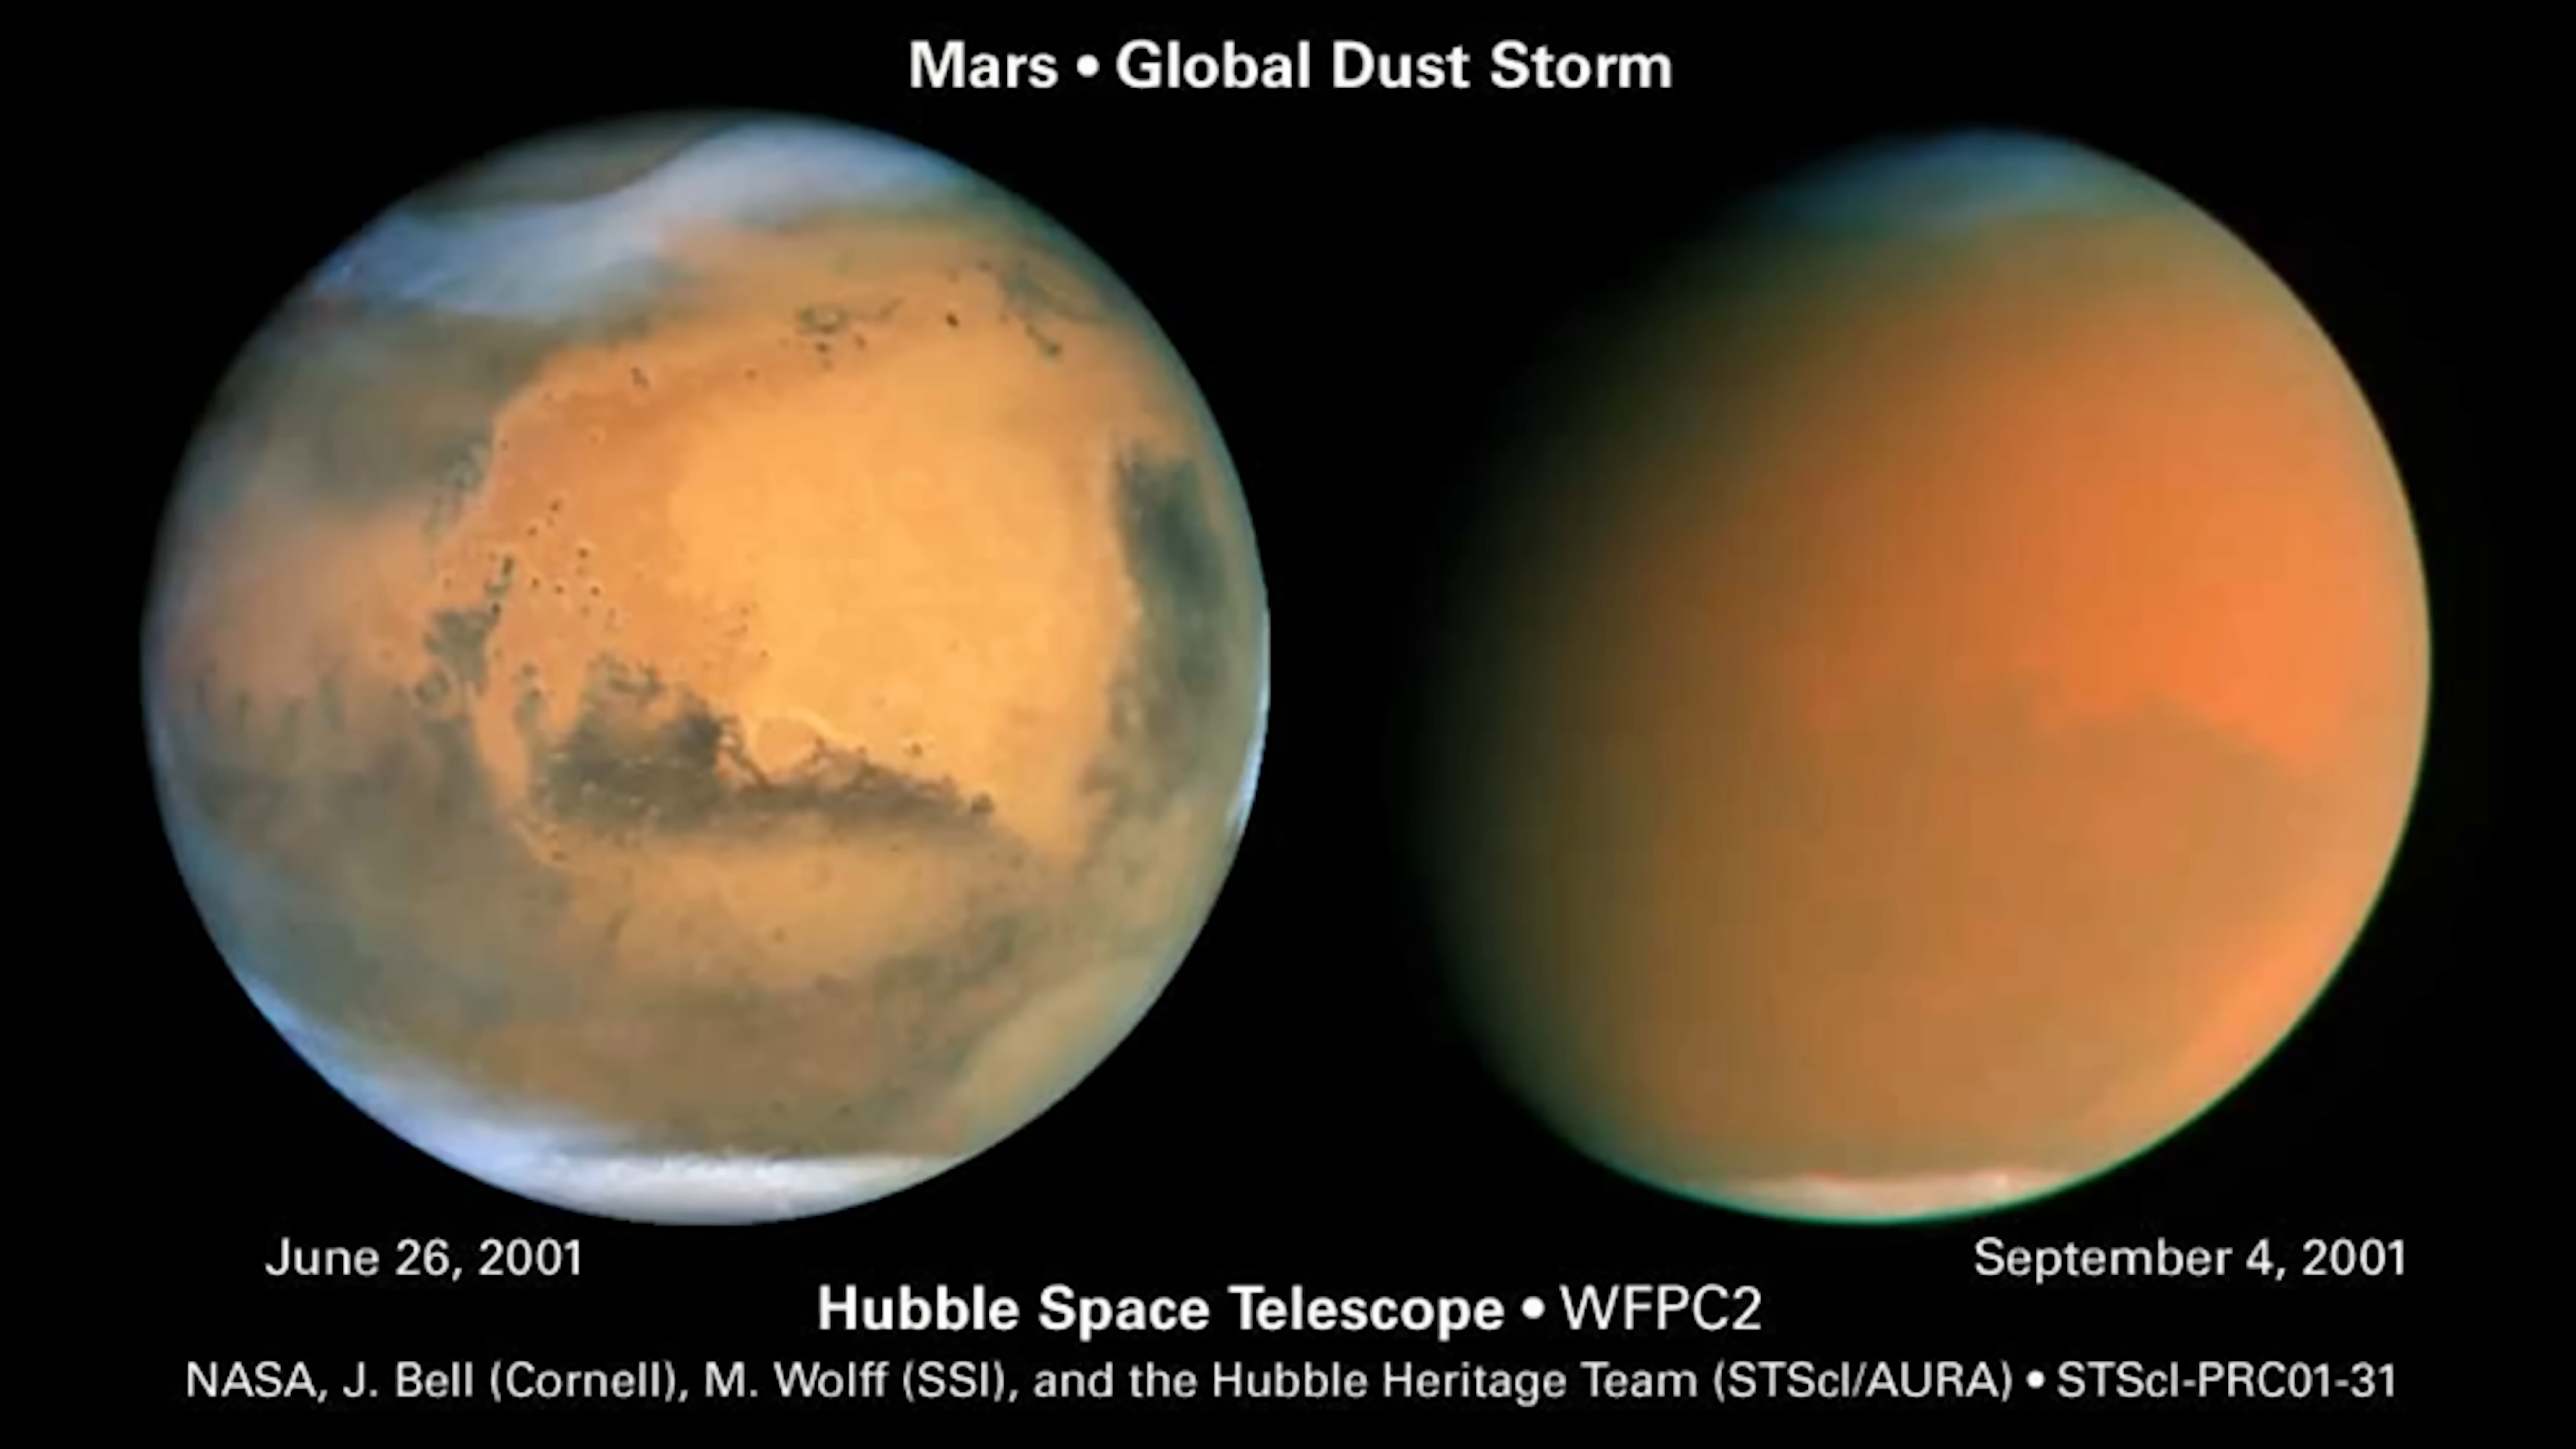 Mars • Global Dust Storm
June 26, 2001
September 4, 2001
Hubble Space Telescope • WFPC2
NASA, J. Bell (Cornell), M. Wolff (SSI), and the Hubble Heritage Team (STScI/AURA) • STScI-PRC01-31